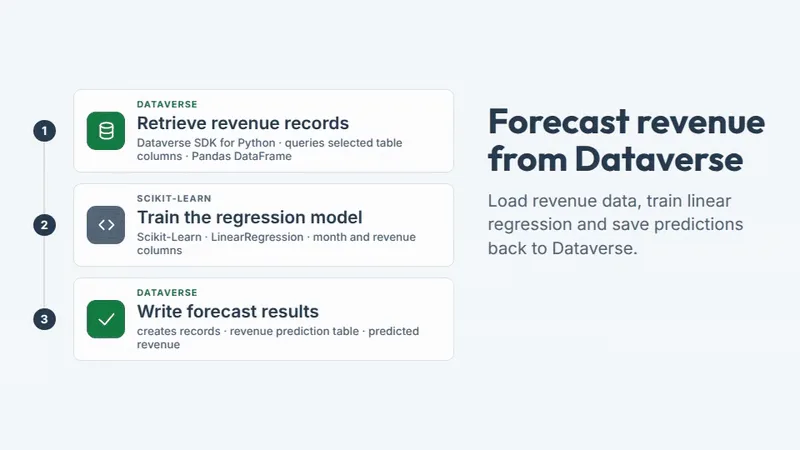 1
DATAVERSE
Retrieve revenue records
Dataverse SDK for Python · queries selected table
columns · Pandas DataFrame
2
SCIKIT-LEARN
Train the regression model
Scikit-Learn · LinearRegression · month and revenue
columns
3
DATAVERSE
Write forecast results
creates records · revenue prediction table · predicted
revenue
Forecast revenue
from Dataverse
Load revenue data, train linear
regression and save predictions
back to Dataverse.